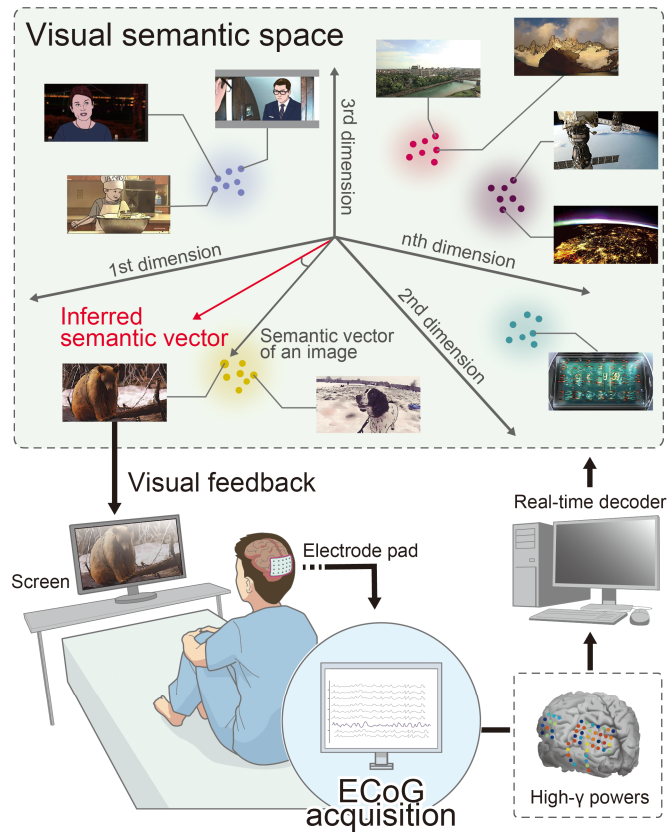 Visual semantic space
3rd dimension
1st dimension
nth dimension
2nd dimension
Inferred
semantic vector
Semantic vector
of an image
Visual feedback
Real-time decoder
Screen
Electrode pad
ECoG
acquisition
High-γ powers